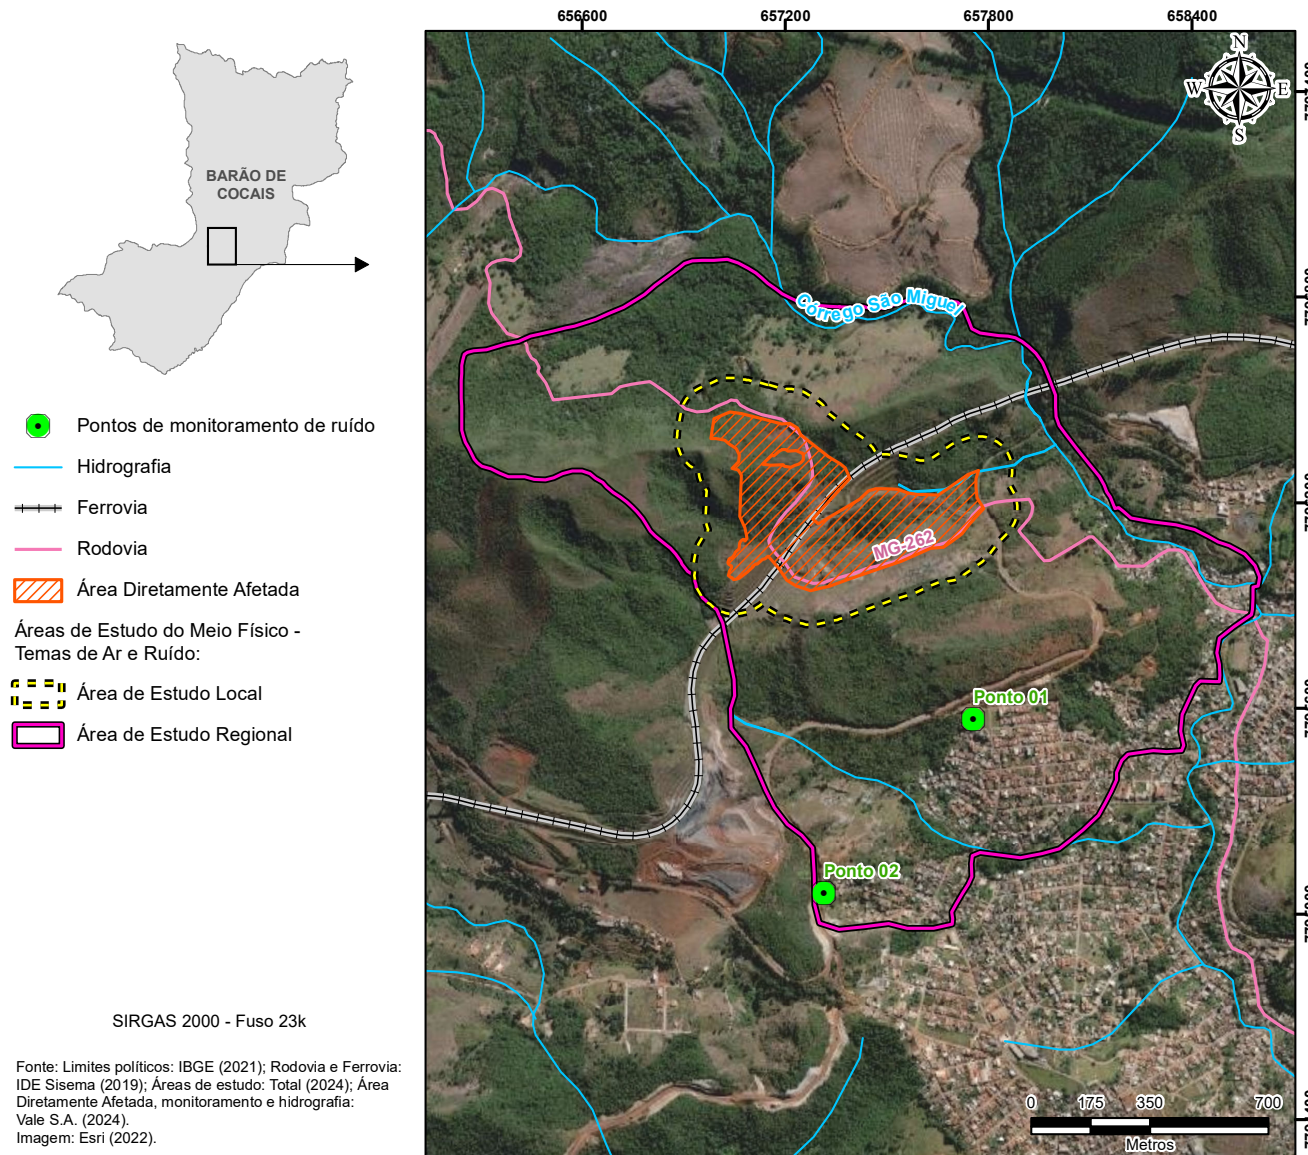 656600
657200
657800
658400
N
W
E
S
BARÃO DE
COCAIS
Córrego São Miguel
MG-262
Ponto 01
Ponto 02
Pontos de monitoramento de ruído
Hidrografia
Ferrovia
Rodovia
Área Diretamente Afetada
Áreas de Estudo do Meio Físico -
Temas de Ar e Ruído:
Área de Estudo Local
Área de Estudo Regional
SIRGAS 2000 - Fuso 23k
Fonte: Limites políticos: IBGE (2021); Rodovia e Ferrovia:
IDE Sisema (2019); Áreas de estudo: Total (2024); Área
Diretamente Afetada, monitoramento e hidrografia:
Vale S.A. (2024).
Imagem: Esri (2022).
0 175 350 700
Metros